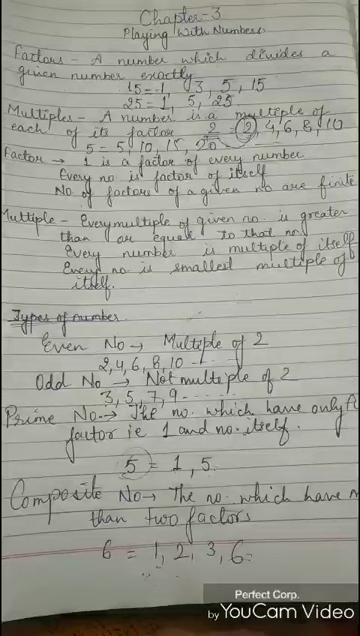 Chapter-3
Playing With Numbers
Factors - A number which divides a
given number exactly
15 = 1, 3, 5, 15
25 = 1, 5, 25
Multiples - A number is a multiple of
each of its factor 2 = 2, 4, 6, 8, 10
5 = 5, 10, 15, 20
Factor → 1 is a factor of every number
Every no is factor of itself
No. of factors of a given no are finite
Multiple - Every multiple of given no is greater
than or equal to that no.
Every number is multiple of itself
Every no is smallest multiple of
itself.
Types of number
Even No → Multiple of 2
2, 4, 6, 8, 10 ----
Odd No → Not multiple of 2
3, 5, 7, 9 ------
Prime No. → The no. which have only
factor ie 1 and no. itself.
5 = 1, 5.
Composite No → The no. which have
than two factors
6 = 1, 2, 3, 6
Perfect Corp.
by YouCam Video